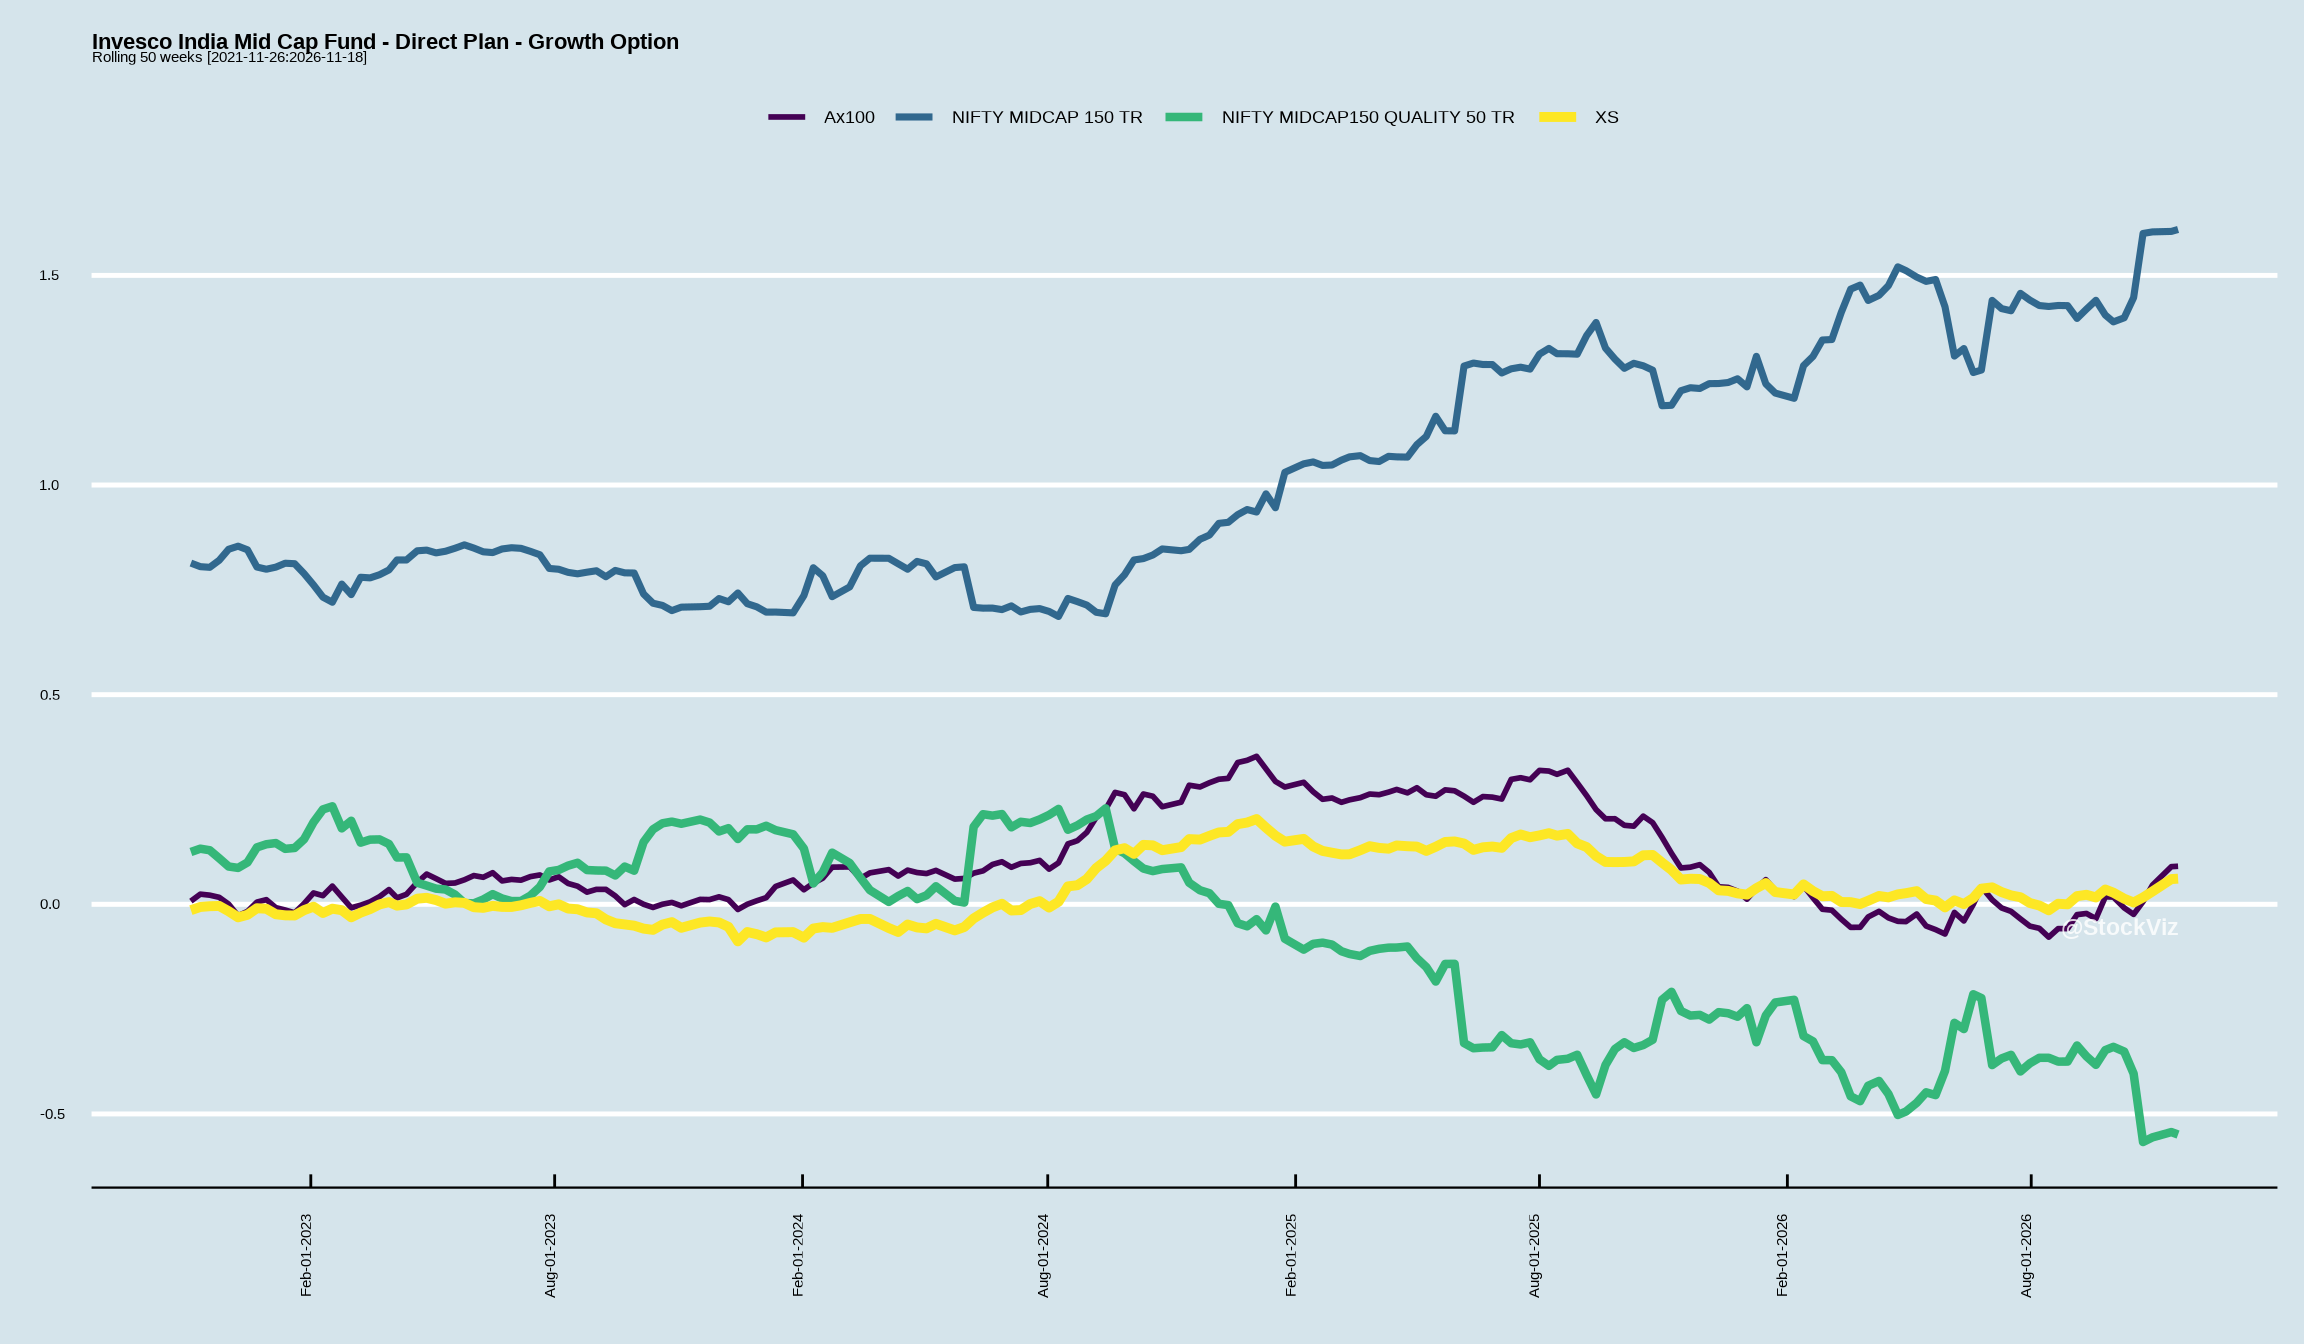 Invesco India Mid Cap Fund - Direct Plan - Growth Option
Rolling 50 weeks [2021-11-26:2026-11-18]
Ax100 NIFTY MIDCAP 150 TR NIFTY MIDCAP150 QUALITY 50 TR XS
1.5
1.0
0.5
0.0
-0.5
@StockViz
Feb-01-2023
Aug-01-2023
Feb-01-2024
Aug-01-2024
Feb-01-2025
Aug-01-2025
Feb-01-2026
Aug-01-2026